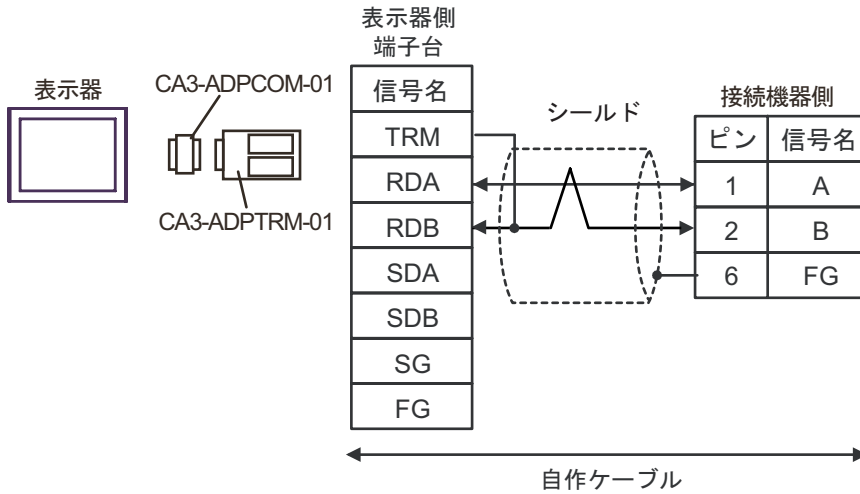 表示器側
端子台
表示器
CA3-ADPCOM-01
CA3-ADPTRM-01
信号名
TRM
RDA
RDB
SDA
SDB
SG
FG
シールド
接続機器側
ピン 信号名
1 A
2 B
6 FG
自作ケーブル